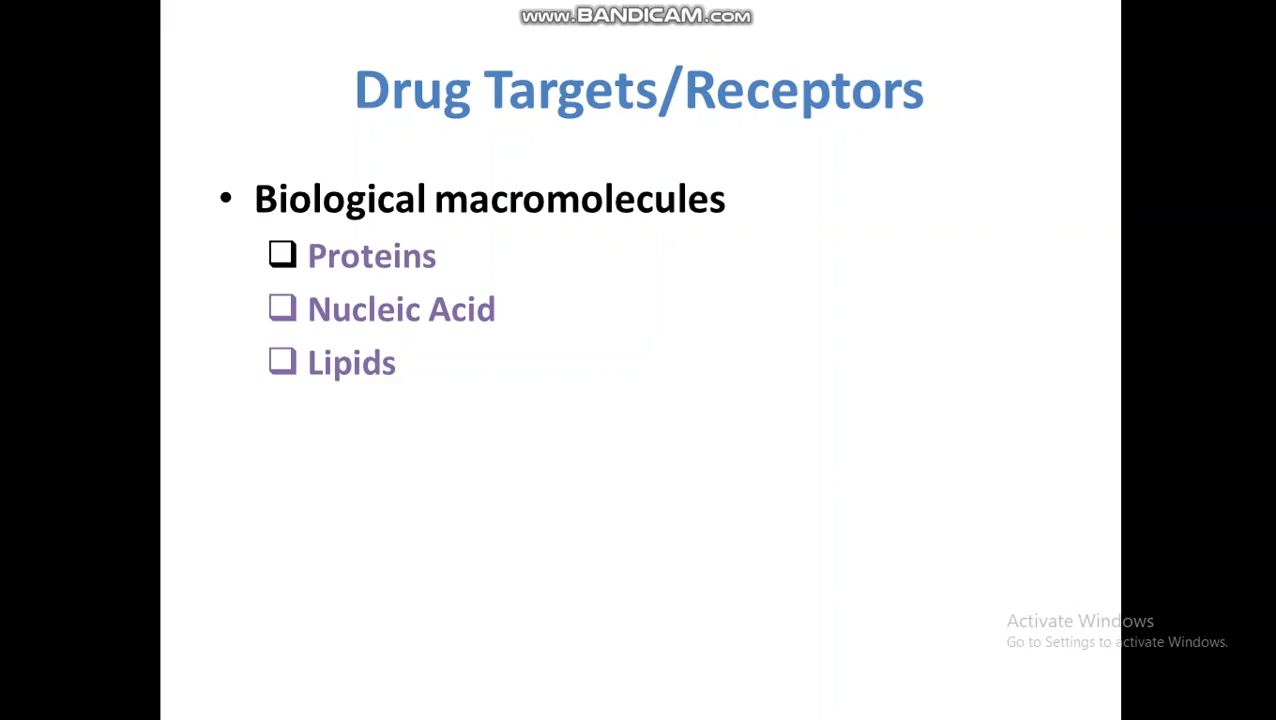 www.BANDICAM.com
Drug Targets/Receptors
• Biological macromolecules
❑ Proteins
❑ Nucleic Acid
❑ Lipids
Activate Windows
Go to Settings to activate Windows.